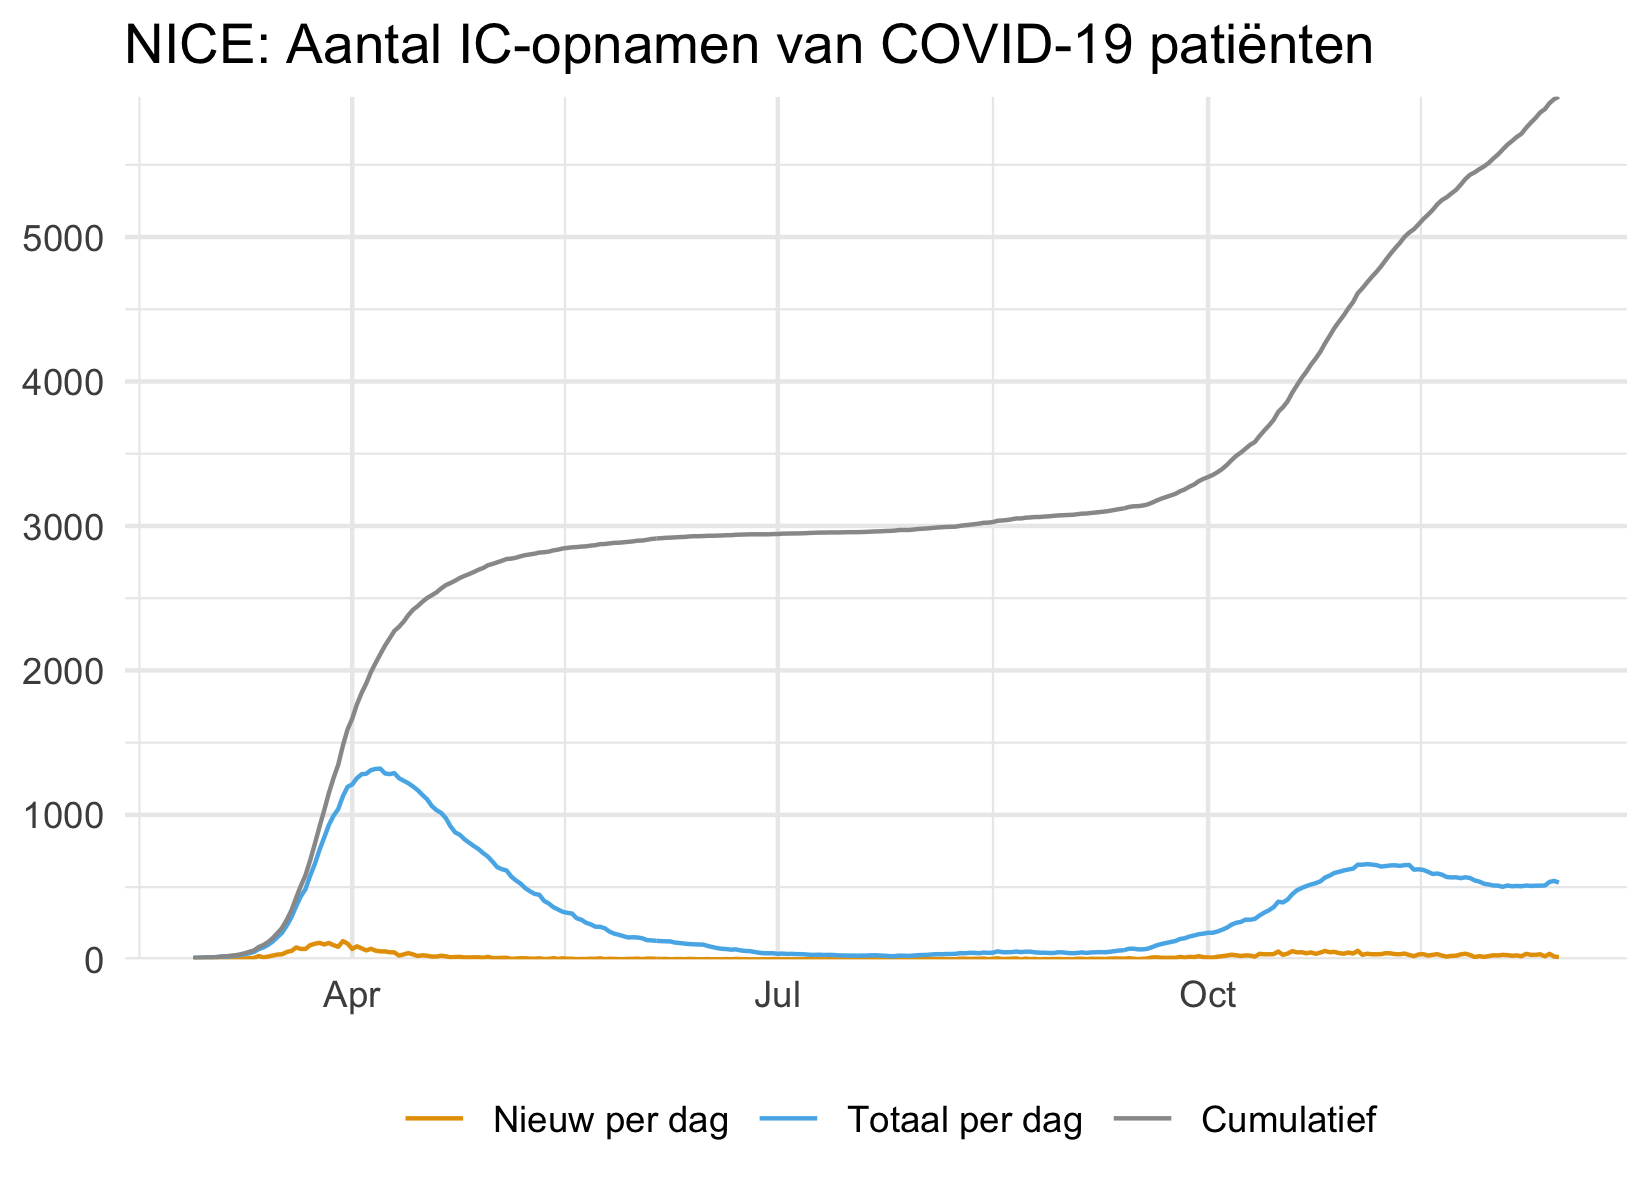 NICE: Aantal IC-opnamen van COVID-19 patiënten
5000
4000
3000
2000
1000
0
Apr Jul Oct
Nieuw per dag Totaal per dag Cumulatief